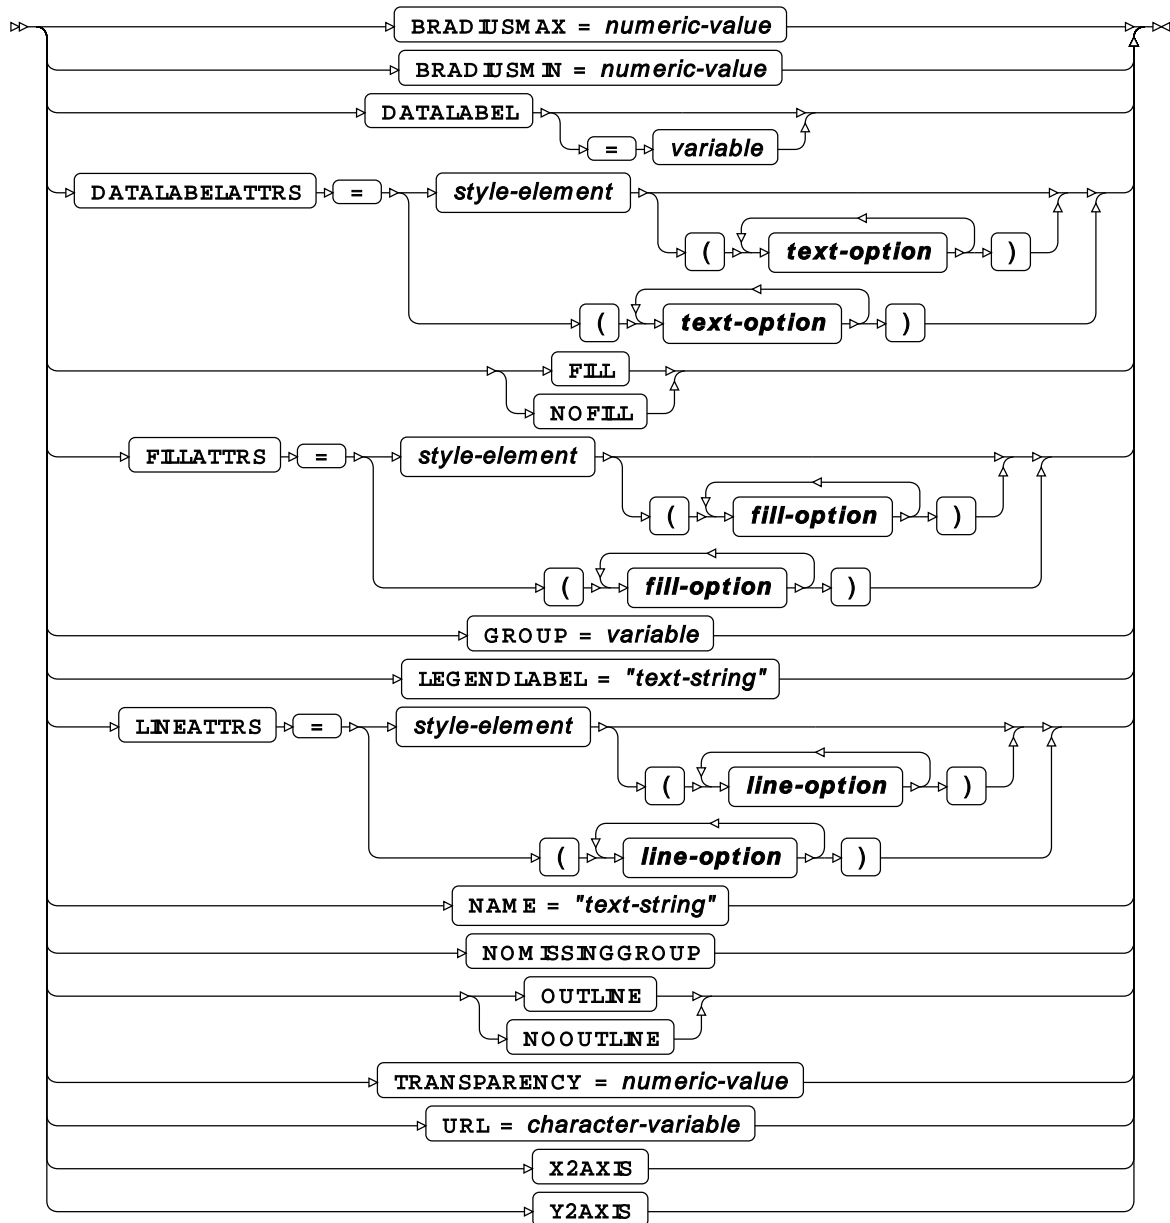 BRADIUSMAX = numeric-value
BRADIUSMIN = numeric-value
DATALABEL
= variable
DATALABELATTRS = style-element
( text-option )
( text-option )
FILL
NOFILL
FILLATTRS = style-element
( fill-option )
( fill-option )
GROUP = variable
LEGENDLABEL = "text-string"
LINEATTRS = style-element
( line-option )
( line-option )
NAME = "text-string"
NOMISSINGGROUP
OUTLINE
NOOUTLINE
TRANSPARENCY = numeric-value
URL = character-variable
X2AXIS
Y2AXIS